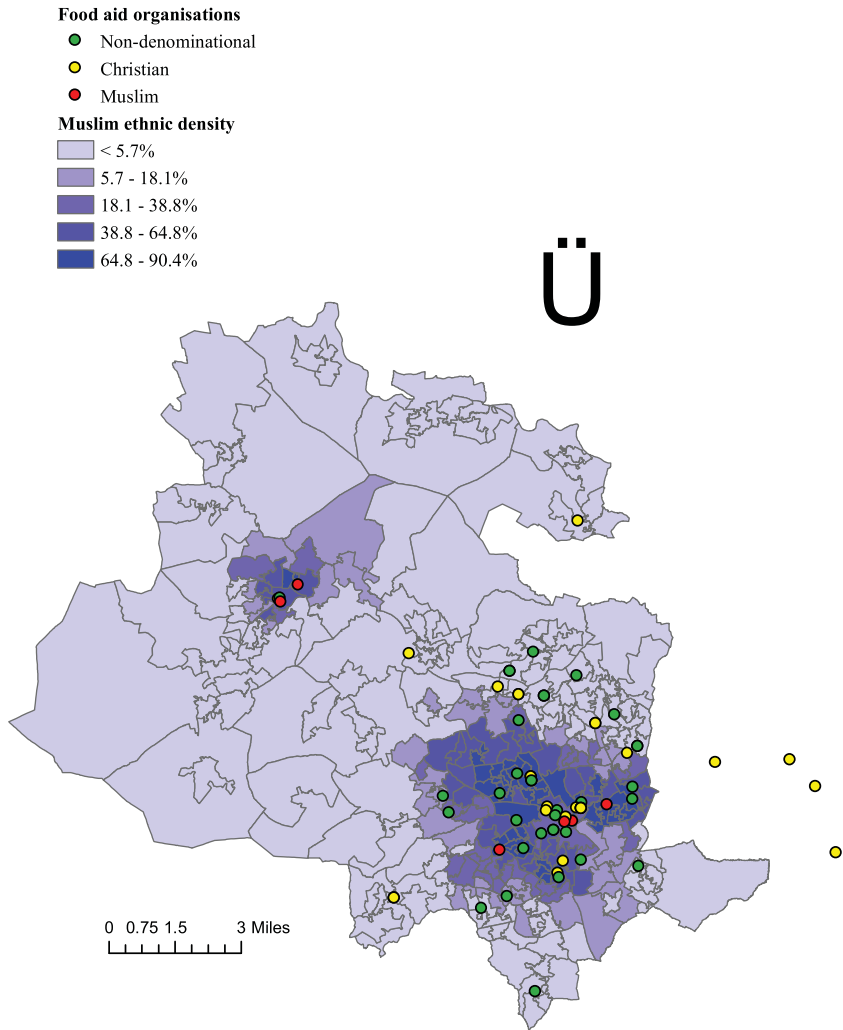 Food aid organisations
Non-denominational
Christian
Muslim
Muslim ethnic density
< 5.7%
5.7 - 18.1%
18.1 - 38.8%
38.8 - 64.8%
64.8 - 90.4%
Ü
0 0.75 1.5 3 Miles